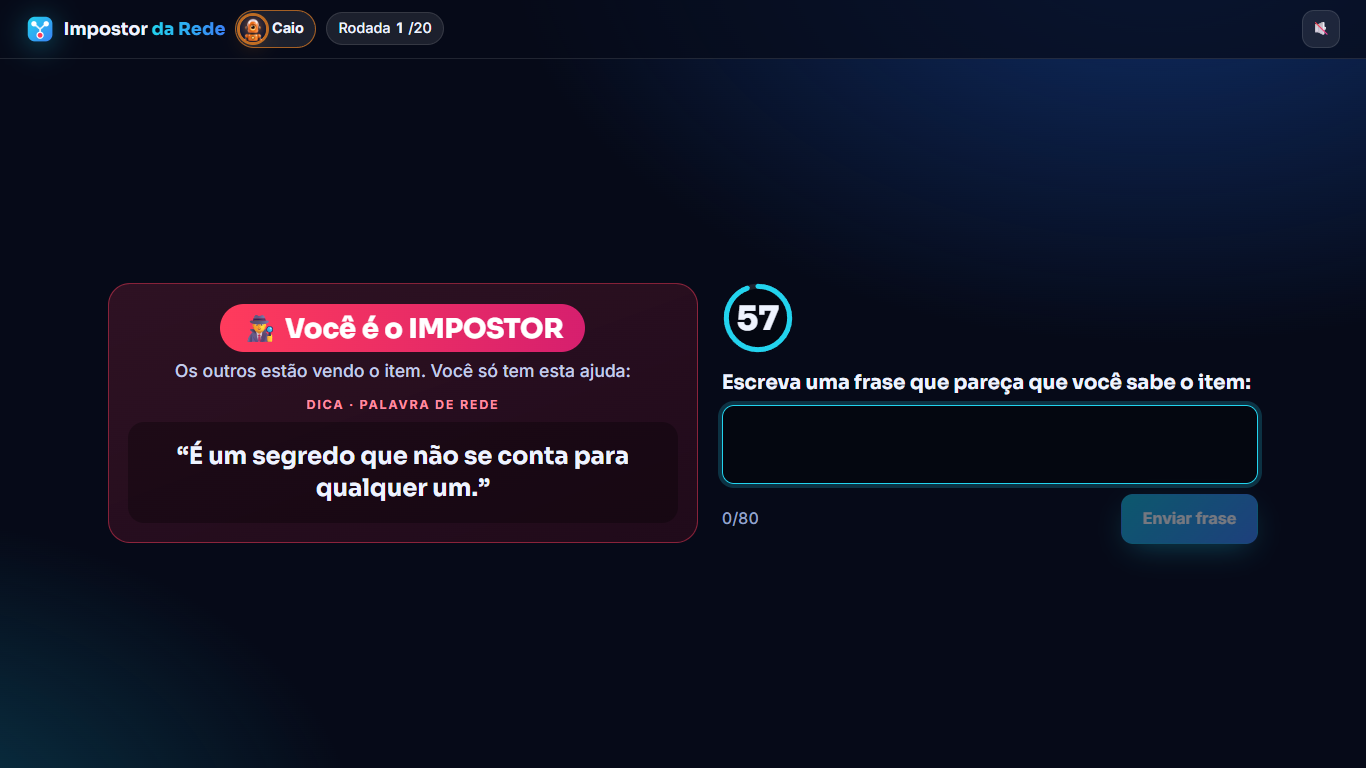 Impostor da Rede
Caio
Rodada 1 /20
Você é o IMPOSTOR
Os outros estão vendo o item. Você só tem esta ajuda:
DICA · PALAVRA DE REDE
“É um segredo que não se conta para
qualquer um.”
57
Escreva uma frase que pareça que você sabe o item:
0/80
Enviar frase